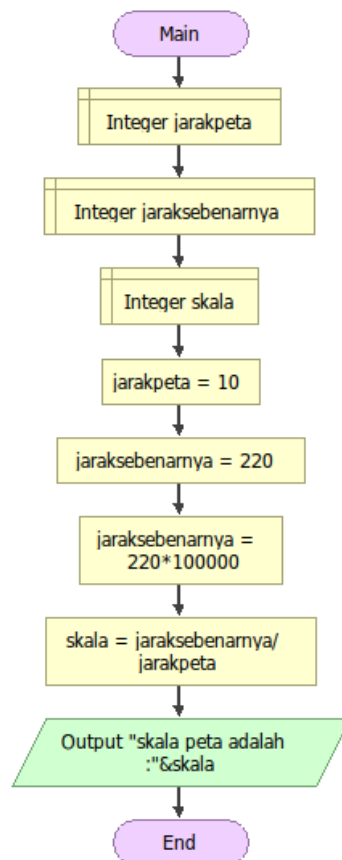 Main
Integer jarakpeta
Integer jaraksebenarnya
Integer skala
jarakpeta = 10
jaraksebenarnya = 220
jaraksebenarnya =
220*100000
skala = jaraksebenarnya/
jarakpeta
Output "skala peta adalah
:"&skala
End